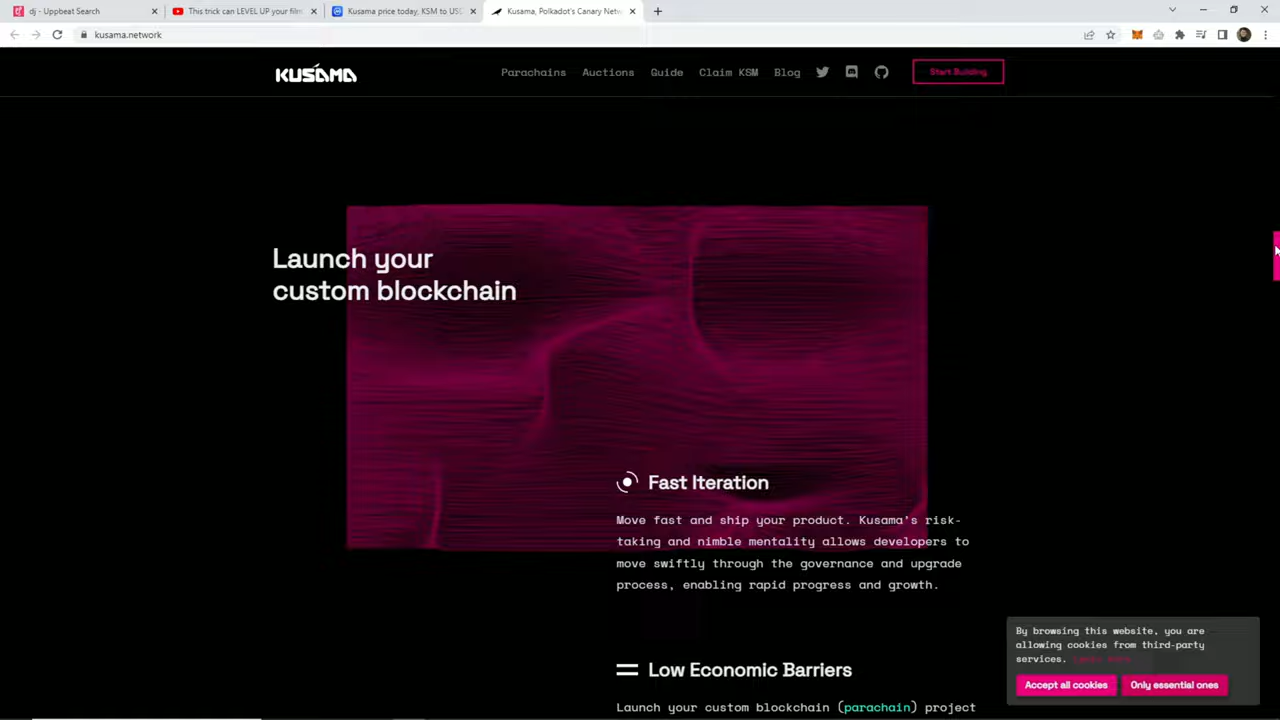 dj - Uppbeat Search
This trick can LEVEL UP your film
Kusama price today, KSM to USD
Kusama, Polkadot's Canary Netw
kusama.network
KUSAMA
Parachains
Auctions
Guide
Claim KSM
Blog
Start Building
Launch your
custom blockchain
Fast Iteration
Move fast and ship your product. Kusama's risk-
taking and nimble mentality allows developers to
move swiftly through the governance and upgrade
process, enabling rapid progress and growth.
Low Economic Barriers
Launch your custom blockchain (parachain) project
By browsing this website, you are
allowing cookies from third-party
services. Learn more
Accept all cookies
Only essential ones